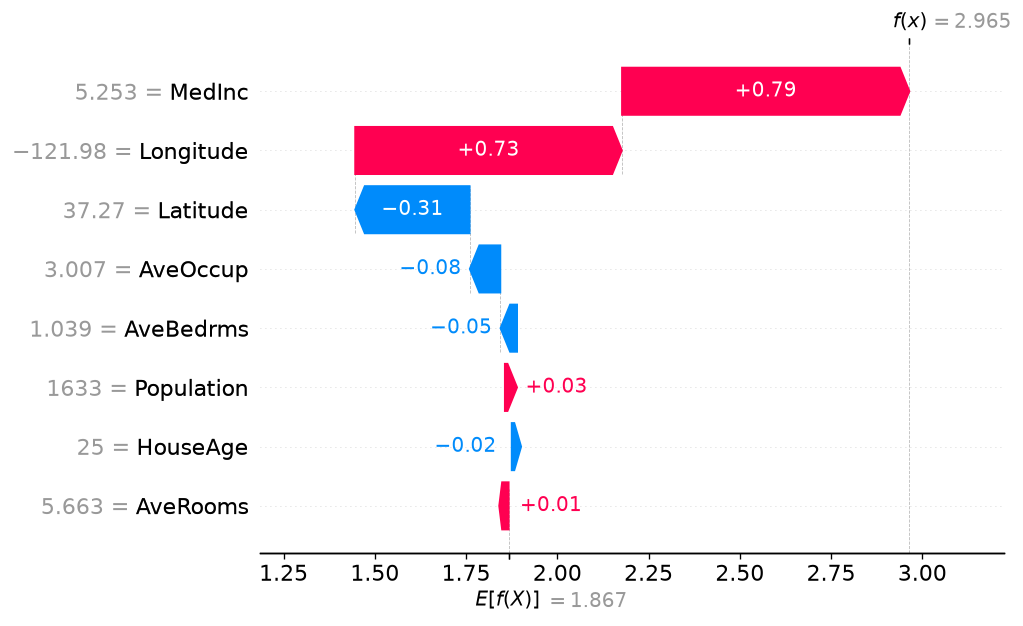 f(x) = 2.965
5.253 = MedInc +0.79
−121.98 = Longitude +0.73
37.27 = Latitude −0.31
3.007 = AveOccup −0.08
1.039 = AveBedrms −0.05
1633 = Population +0.03
25 = HouseAge −0.02
5.663 = AveRooms +0.01
1.25 1.50 1.75 2.00 2.25 2.50 2.75 3.00
E[f(X)] = 1.867